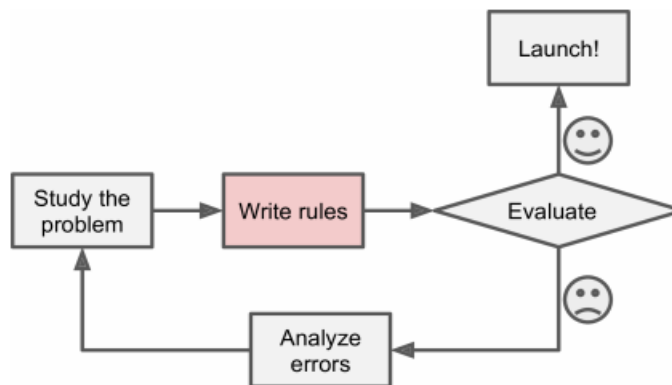 Launch!
Study the
problem
Write rules
Evaluate
Analyze
errors